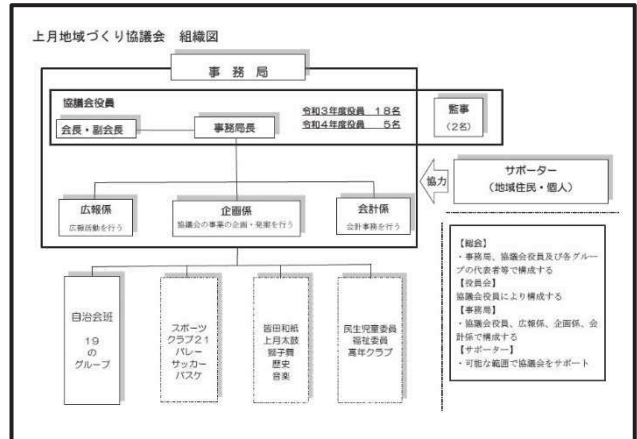 上月地域づくり協議会　組織図
事務局
協議会役員
会長・副会長
事務局長
令和3年度役員　18名
令和4年度役員　5名
監事
（2名）
協力
サポーター
（地域住民・個人）
広報係
広報活動を行う
企画係
協議会の事業の企画・発案を行う
会計係
会計事務を行う
自治会班
19
の
グループ
スポーツ
クラブ21
バレー
サッカー
バスケ
皆田和紙
上月太鼓
獅子舞
歴史
音楽
民生児童委員
福祉委員
萬年クラブ
【総会】
・事務局、協議会役員及び各グルー
プの代表者等で構成する
【役員会】
協議会役員により構成する
【事務局】
・協議会役員、広報係、企画係、会
計係で構成する
【サポーター】
・可能な範囲で協議会をサポート